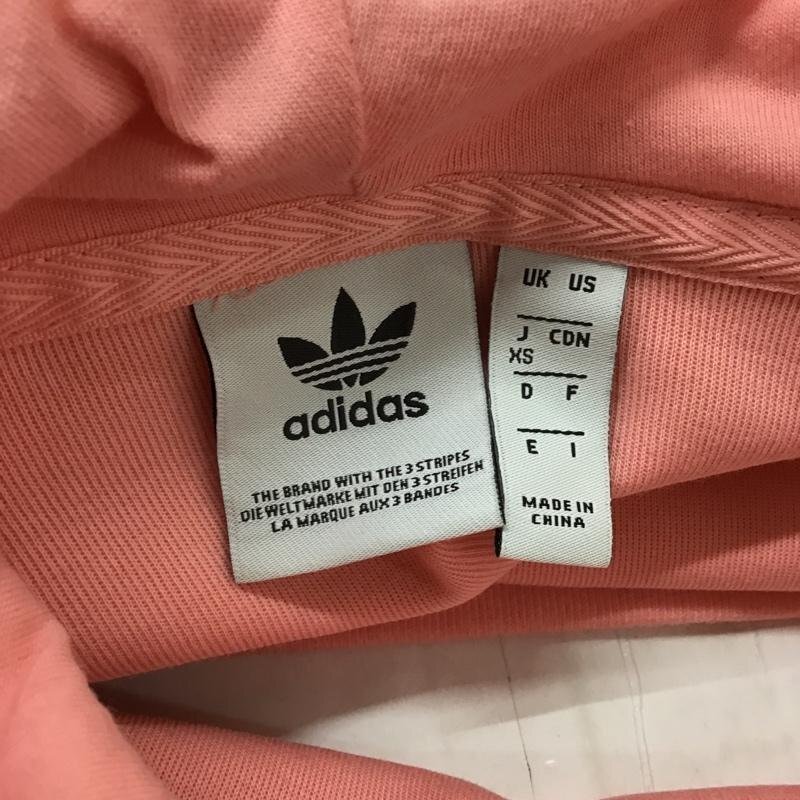 adidas
THE BRAND WITH THE 3 STRIPES
DIE WELTMARKE MIT DEN 3 STREIFEN
LA MARQUE AUX 3 BANDES
UK US
J CDN
XS
D F
E I
MADE IN
CHINA